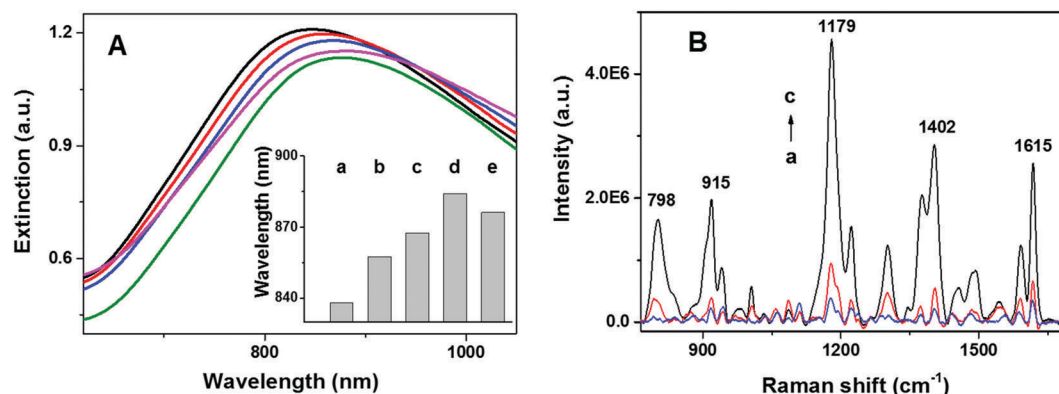 A
Extinction (a.u.)
1.2
0.9
0.6
800
1000
Wavelength (nm)
Wavelength (nm)
900
870
840
a b c d e
B
Intensity (a.u.)
4.0E6
2.0E6
0.0
798
915
1179
1402
1615
c
a
900
1200
1500
Raman shift (cm⁻¹)